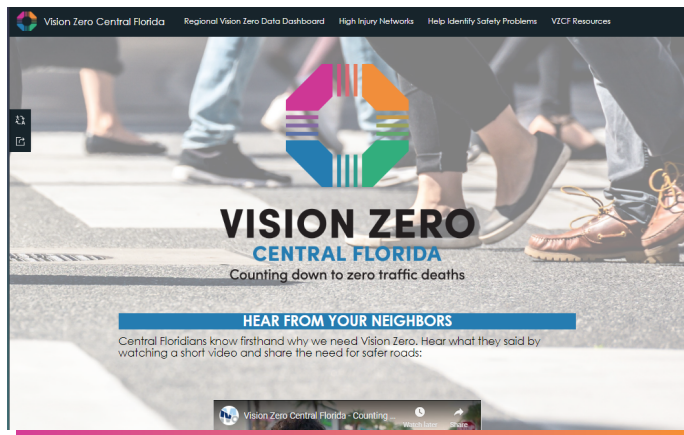 Vision Zero Central Florida Regional Vision Zero Data Dashboard High Injury Networks Help Identify Safety Problems VZCF Resources
VISION ZERO
CENTRAL FLORIDA
Counting down to zero traffic deaths
HEAR FROM YOUR NEIGHBORS
Central Floridians know firsthand why we need Vision Zero. Hear what they said by
watching a short video and share the need for safer roads:
Vision Zero Central Florida - Counting ...
Watch later Share